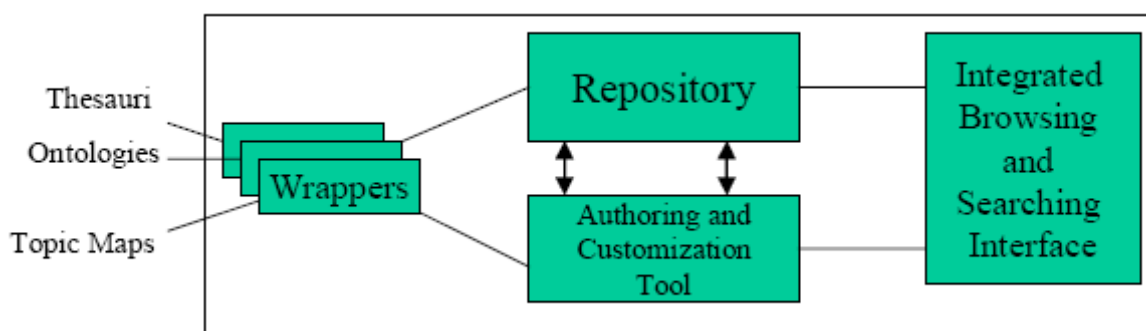 Thesauri
Ontologies
Topic Maps
Wrappers
Repository
Authoring and
Customization
Tool
Integrated
Browsing
and
Searching
Interface